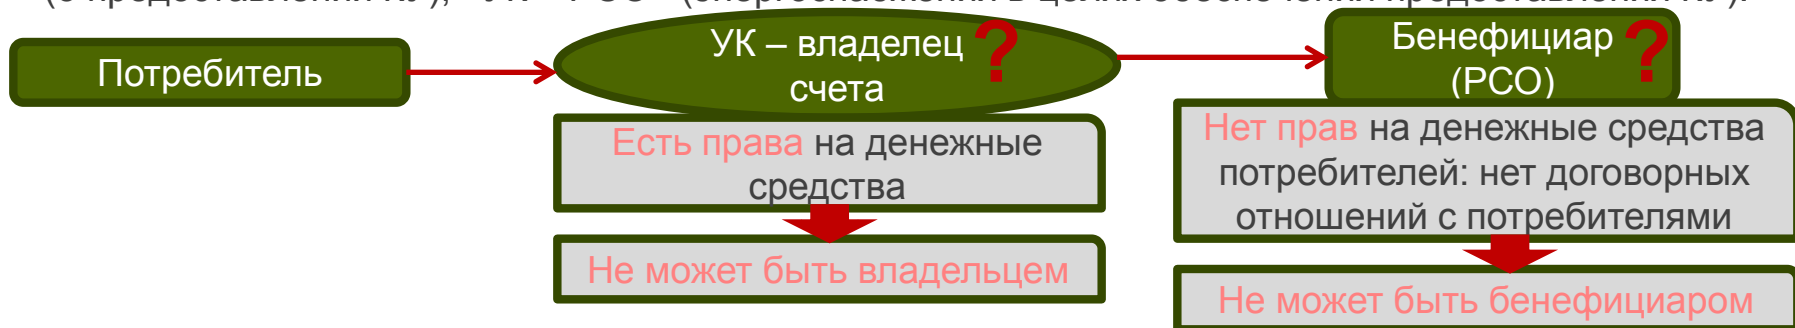 Потребитель
УК – владелец
счета
?
Бенефициар
(РСО)
?
Есть права на денежные
средства
Не может быть владельцем
Нет прав на денежные средства
потребителей: нет договорных
отношений с потребителями
Не может быть бенефициаром